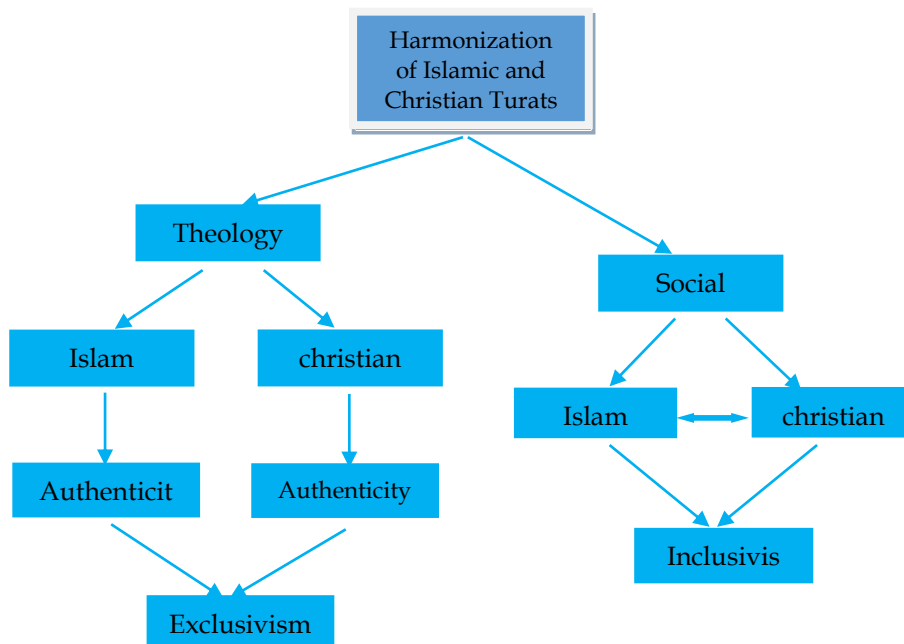 Harmonization
of Islamic and
Christian Turats
Theology
Social
Islam
christian
Islam
christian
Authenticit
Authenticity
Inclusivis
Exclusivism